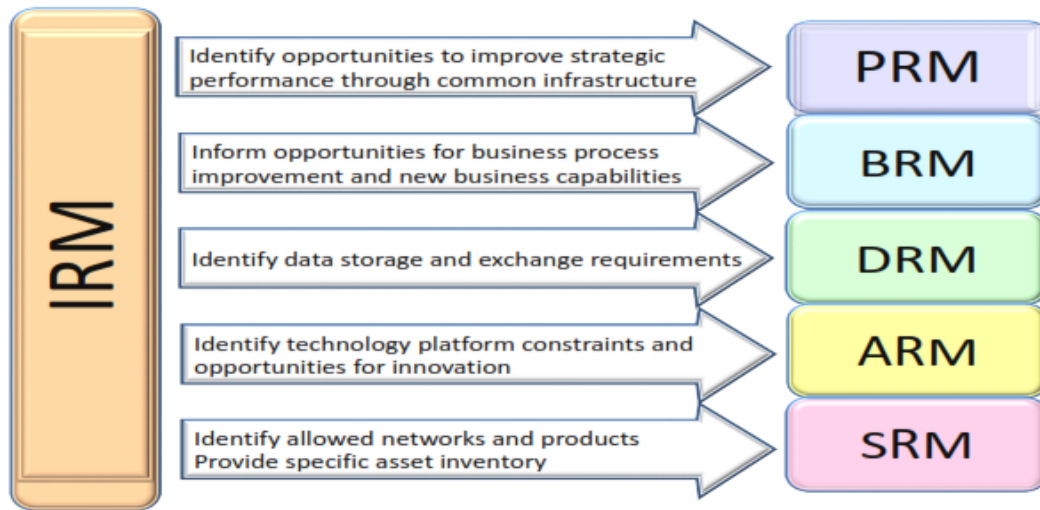 IRM
Identify opportunities to improve strategic
performance through common infrastructure
PRM
Inform opportunities for business process
improvement and new business capabilities
BRM
Identify data storage and exchange requirements
DRM
Identify technology platform constraints and
opportunities for innovation
ARM
Identify allowed networks and products
Provide specific asset inventory
SRM